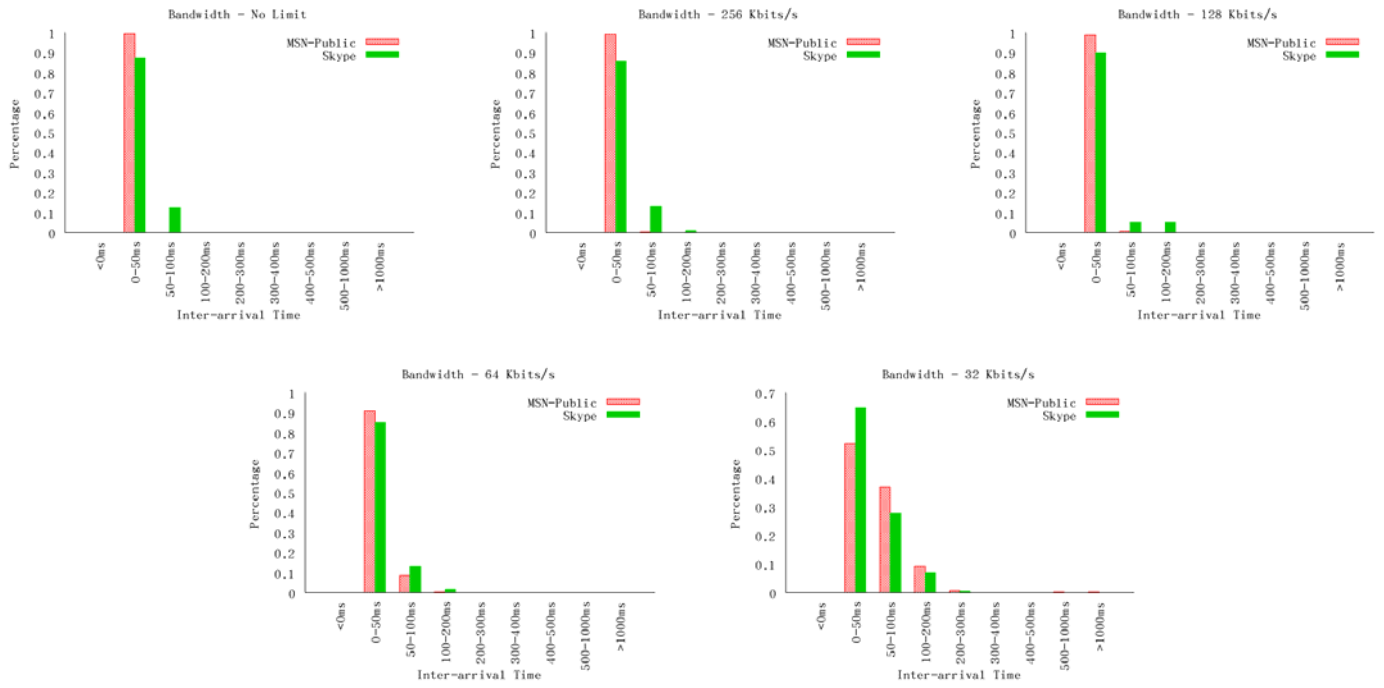 Bandwidth - No Limit
MSN-Public
Skype
Percentage
1
0.9
0.8
0.7
0.6
0.5
0.4
0.3
0.2
0.1
0
<0ms
0-50ms
50-100ms
100-200ms
200-300ms
300-400ms
400-500ms
500-1000ms
>1000ms
Inter-arrival Time
Bandwidth - 256 Kbits/s
MSN-Public
Skype
Percentage
1
0.9
0.8
0.7
0.6
0.5
0.4
0.3
0.2
0.1
0
<0ms
0-50ms
50-100ms
100-200ms
200-300ms
300-400ms
400-500ms
500-1000ms
>1000ms
Inter-arrival Time
Bandwidth - 128 Kbits/s
MSN-Public
Skype
Percentage
1
0.9
0.8
0.7
0.6
0.5
0.4
0.3
0.2
0.1
0
<0ms
0-50ms
50-100ms
100-200ms
200-300ms
300-400ms
400-500ms
500-1000ms
>1000ms
Inter-arrival Time
Bandwidth - 64 Kbits/s
MSN-Public
Skype
Percentage
1
0.9
0.8
0.7
0.6
0.5
0.4
0.3
0.2
0.1
0
<0ms
0-50ms
50-100ms
100-200ms
200-300ms
300-400ms
400-500ms
500-1000ms
>1000ms
Inter-arrival Time
Bandwidth - 32 Kbits/s
MSN-Public
Skype
Percentage
0.7
0.6
0.5
0.4
0.3
0.2
0.1
0
<0ms
0-50ms
50-100ms
100-200ms
200-300ms
300-400ms
400-500ms
500-1000ms
>1000ms
Inter-arrival Time